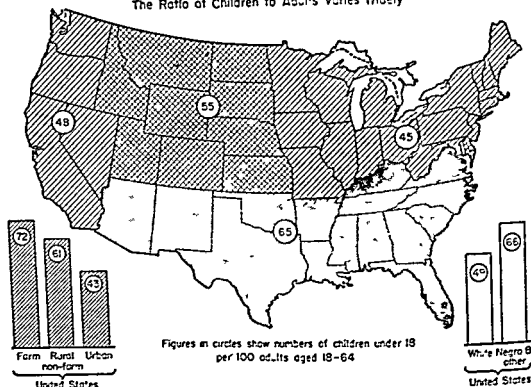 The Ratio of Children to Adults Varies Widely
48
55
45
65
72
61
43
Farm Rural Urban
non-farm
United States
Figures in circles show numbers of children under 18
per 100 adults aged 18-64
49
66
White Negro &
other
United States